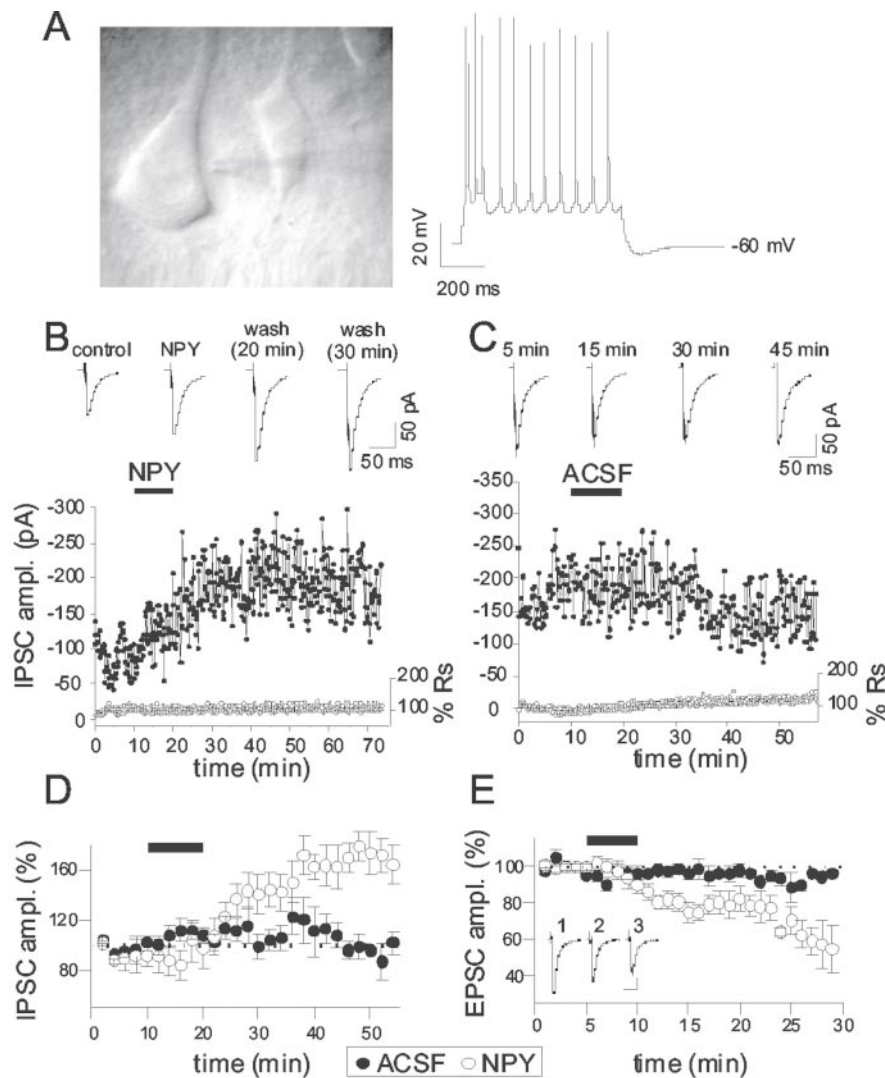 A
20 mV
200 ms
-60 mV
B
control
NPY
wash
(20 min)
wash
(30 min)
50 pA
50 ms
NPY
IPSC ampl. (pA)
-300
-250
-200
-150
-100
-50
0
200
100
% Rs
0 10 20 30 40 50 60 70
time (min)
C
5 min
15 min
30 min
45 min
50 pA
50 ms
ACSF
-350
-300
-250
-200
-150
-100
-50
0
200
100
% Rs
0 10 20 30 40 50
time (min)
D
IPSC ampl. (%)
160
120
80
0 10 20 30 40 50
time (min)
E
EPSC ampl. (%)
100
80
60
40
1 2 3
0 5 10 15 20 25 30
time (min)
ACSF NPY